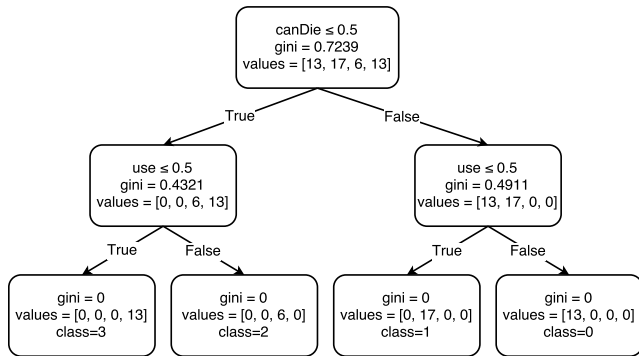 canDie ≤ 0.5
gini = 0.7239
values = [13, 17, 6, 13]
True
False
use ≤ 0.5
gini = 0.4321
values = [0, 0, 6, 13]
use ≤ 0.5
gini = 0.4911
values = [13, 17, 0, 0]
True
False
True
False
gini = 0
values = [0, 0, 0, 13]
class=3
gini = 0
values = [0, 0, 6, 0]
class=2
gini = 0
values = [0, 17, 0, 0]
class=1
gini = 0
values = [13, 0, 0, 0]
class=0